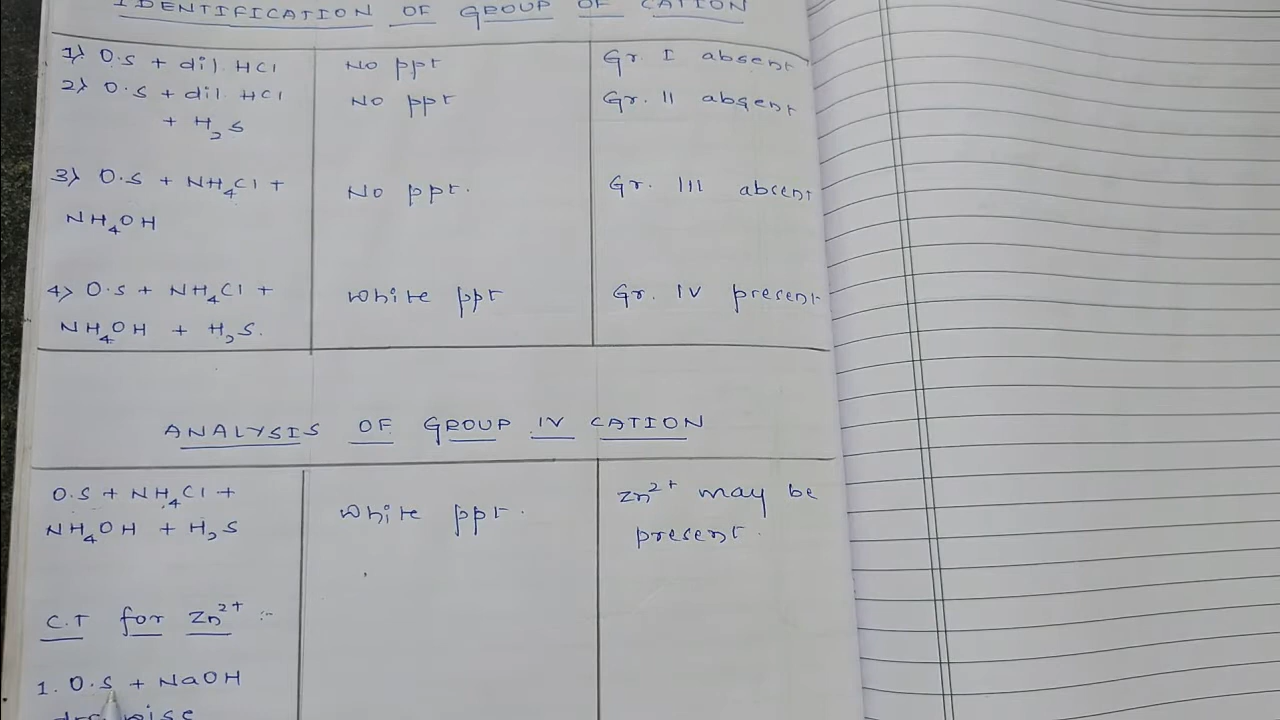 IDENTIFICATION OF GROUP OF CATION
1) O.S + dil HCl No ppt Gr. I absent
2) O.S + dil HCl No ppt Gr. II absent
+ H2S
3) O.S + NH4Cl + No ppt. Gr. III absent
NH4OH
4) O.S + NH4Cl + White ppt Gr. IV present
NH4OH + H2S.
ANALYSIS OF GROUP IV CATION
O.S + NH4Cl + White ppt. Zn2+ may be
NH4OH + H2S present.
C.T for Zn2+ :-
1. O.S + NaOH